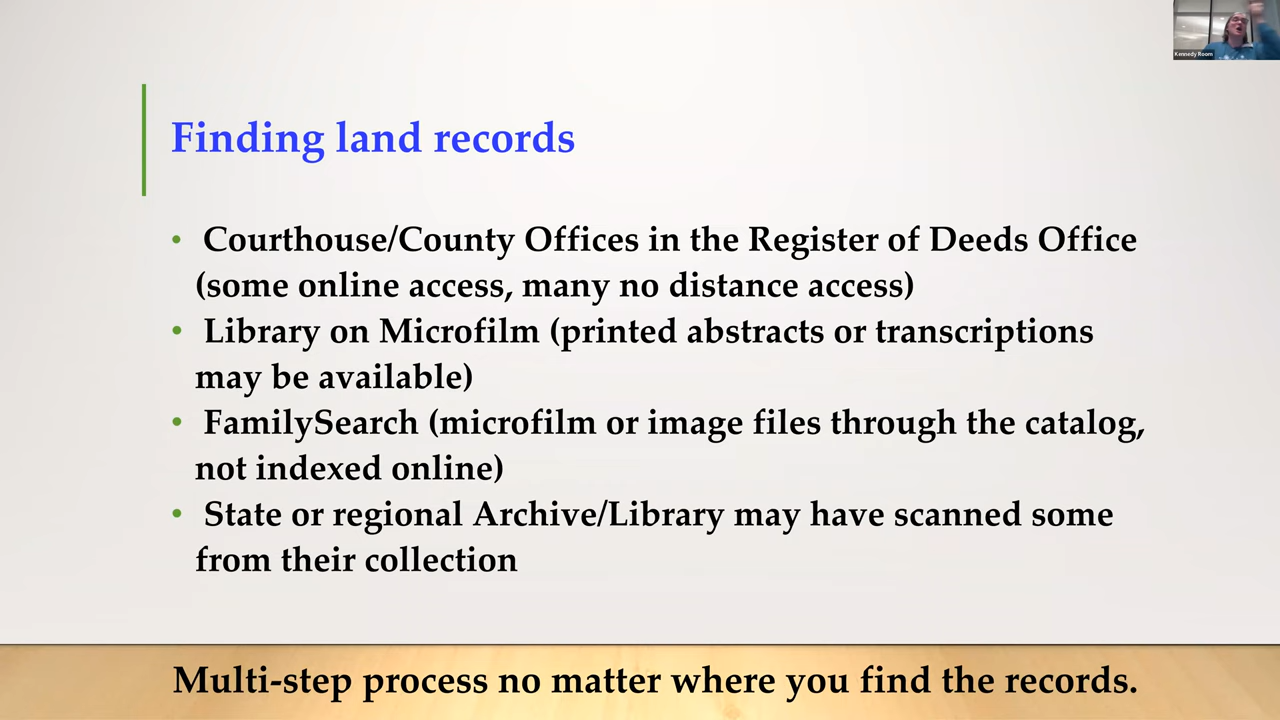 Kennedy Room
Finding land records
• Courthouse/County Offices in the Register of Deeds Office
(some online access, many no distance access)
• Library on Microfilm (printed abstracts or transcriptions
may be available)
• FamilySearch (microfilm or image files through the catalog,
not indexed online)
• State or regional Archive/Library may have scanned some
from their collection
Multi-step process no matter where you find the records.